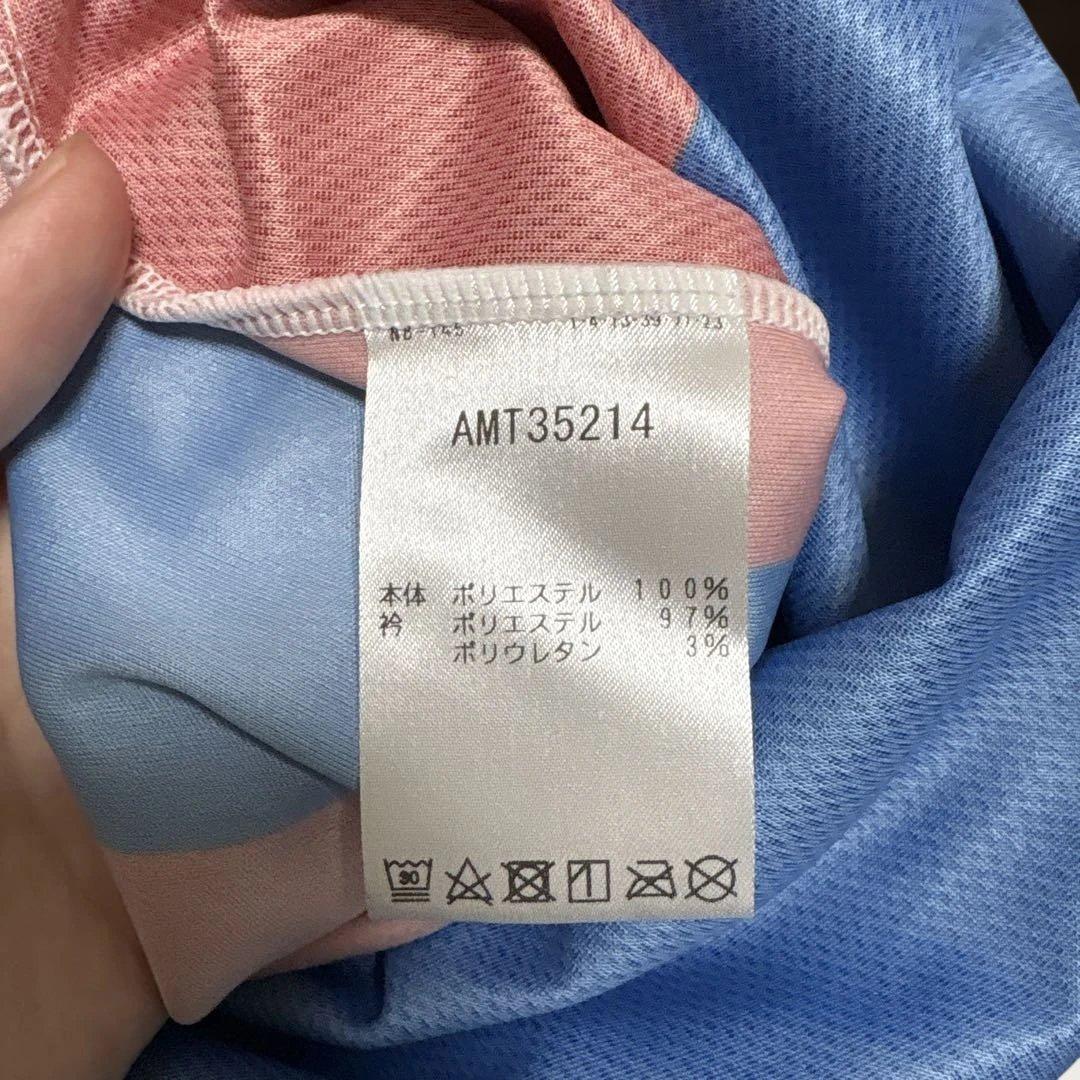 AMT35214
本体 ポリエステル 100%
衿 ポリエステル 97%
ポリウレタン 3%
30